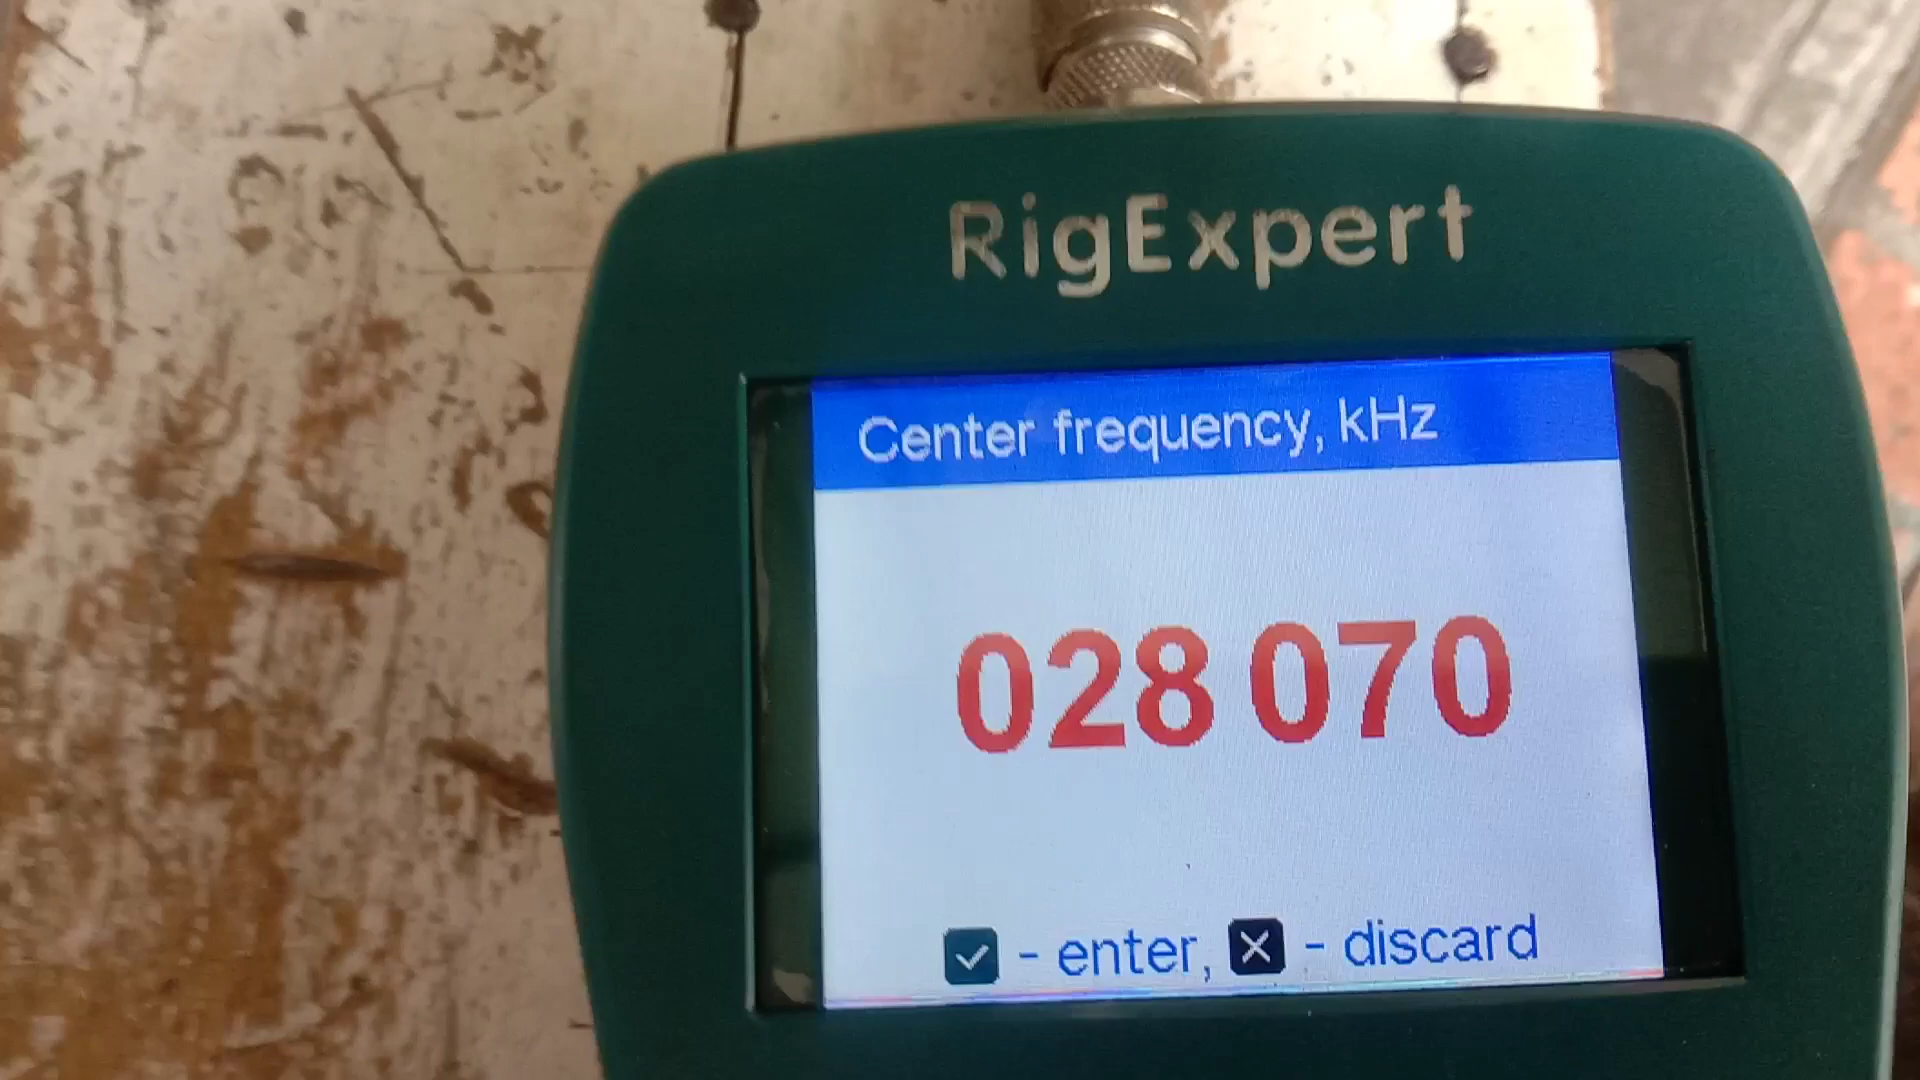 RigExpert
Center frequency, kHz
028 070
- enter, - discard